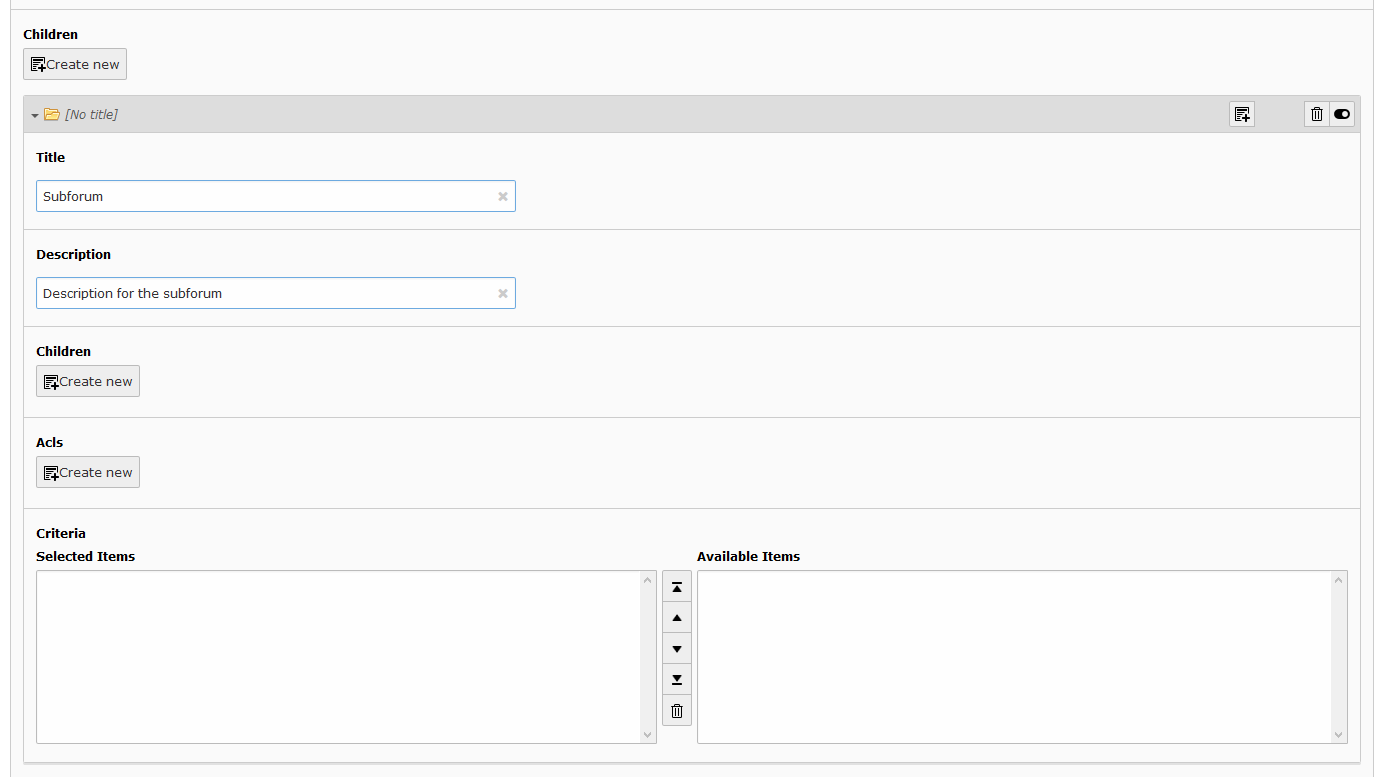 Children
Create new
[No title]
Title
Subforum
Description
Description for the subforum
Children
Create new
Acls
Create new
Criteria
Selected Items
Available Items